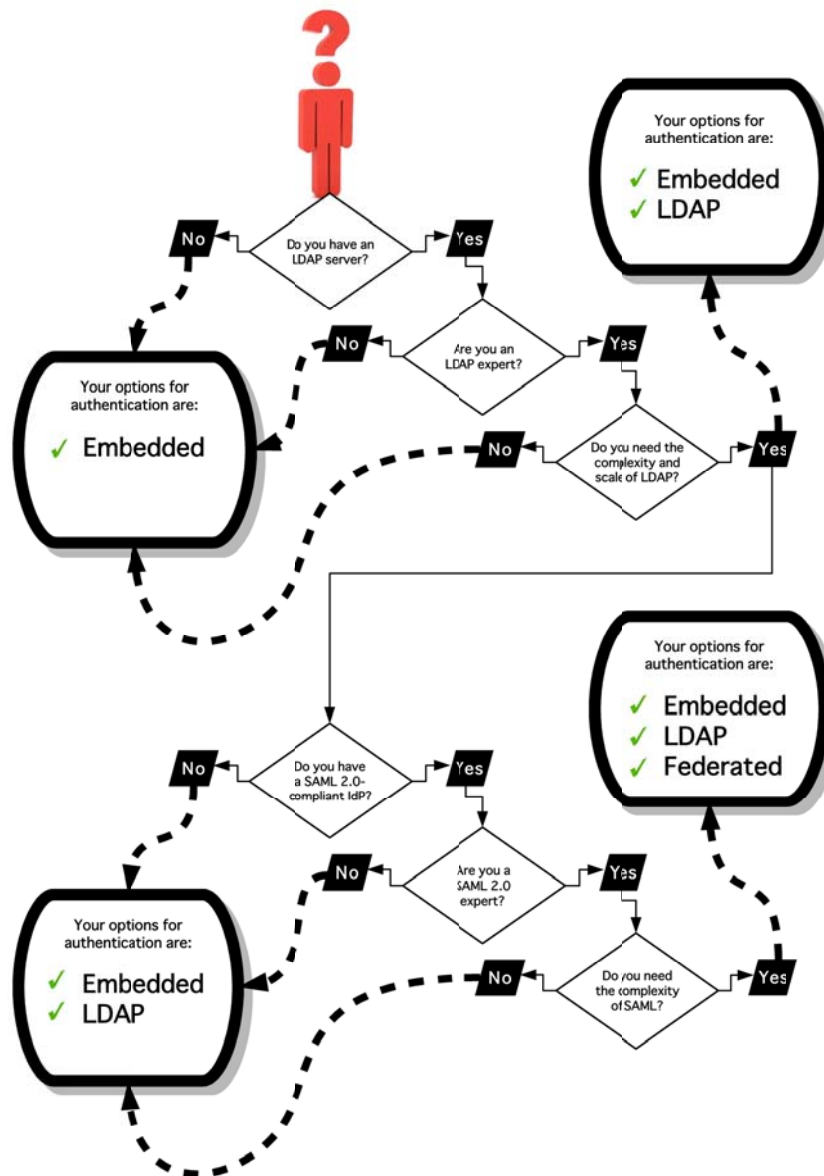 ?
Your options for
authentication are:
✓ Embedded
✓ LDAP
No
Do you have an
LDAP server?
Yes
No
Are you an
LDAP expert?
Yes
Your options for
authentication are:
✓ Embedded
No
Do you need the
complexity and
scale of LDAP?
Yes
Your options for
authentication are:
✓ Embedded
✓ LDAP
✓ Federated
No
Do you have
a SAML 2.0-
compliant IdP?
Yes
No
Are you a
SAML 2.0
expert?
Yes
Your options for
authentication are:
✓ Embedded
✓ LDAP
No
Do you need
the complexity
of SAML?
Yes